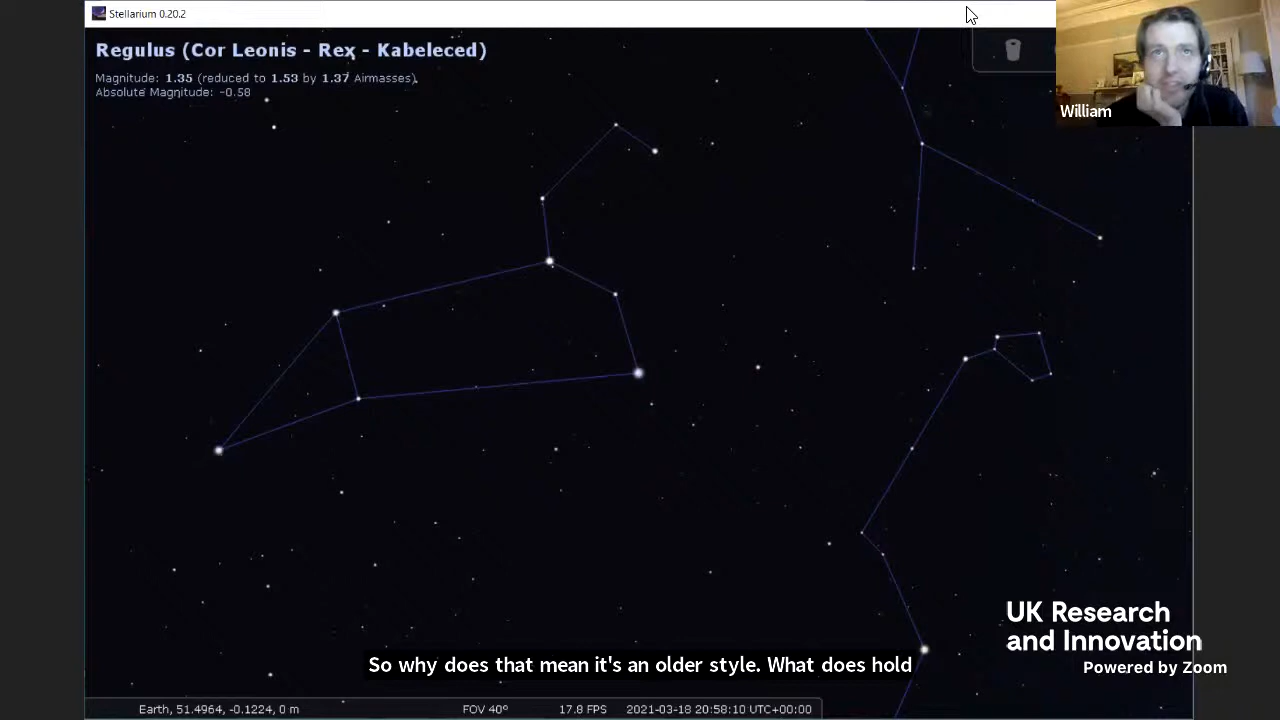 Stellarium 0.20.2
Regulus (Cor Leonis - Rex - Kabeleced)
Magnitude: 1.35 (reduced to 1.53 by 1.37 Airmasses)
Absolute Magnitude: -0.58
William
UK Research
and Innovation
Powered by Zoom
So why does that mean it's an older style. What does hold
Earth, 51.4964, -0.1224, 0 m FOV 40° 17.8 FPS 2021-03-18 20:58:10 UTC+00:00